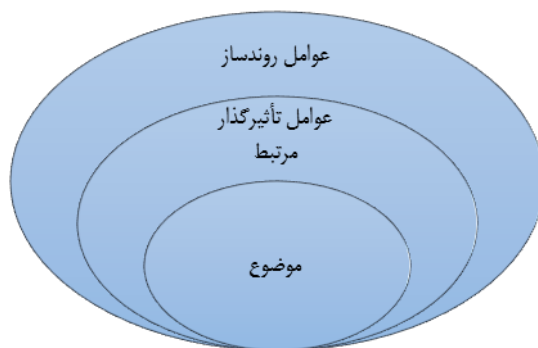 عوامل روندساز
عوامل تأثیرگذار
مرتبط
موضوع